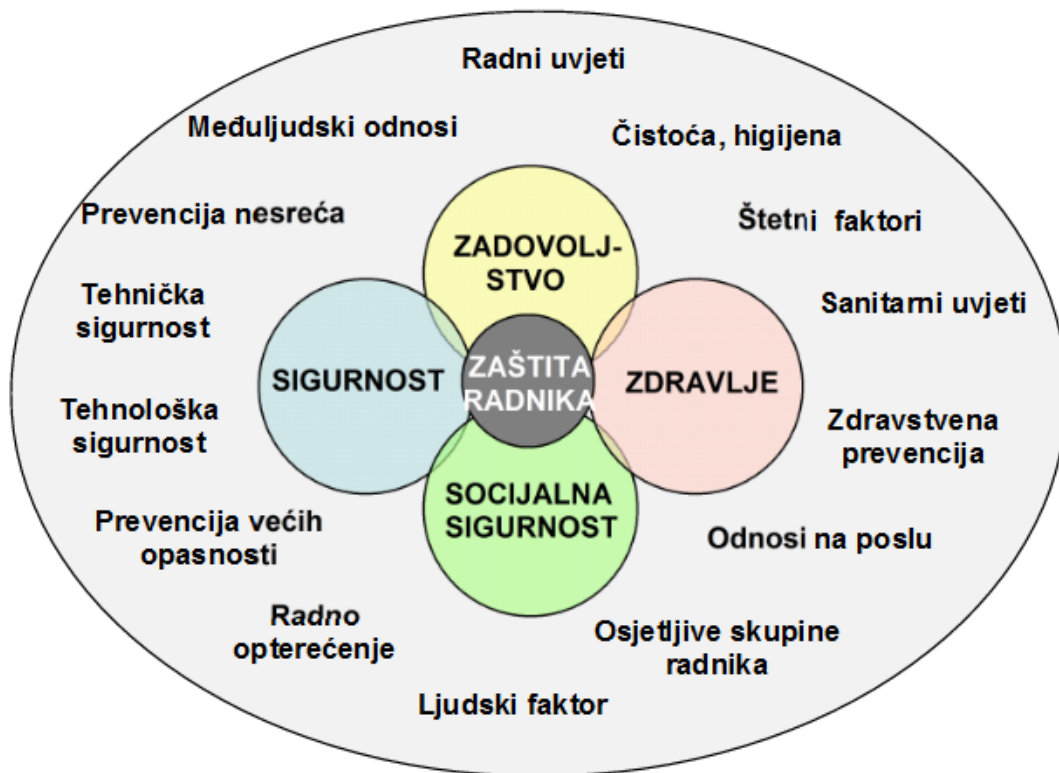 Radni uvjeti
Međuljudski odnosi
Čistoća, higijena
Prevencija nesreća
Štetni faktori
ZADOVOLJ-
STVO
Tehnička
sigurnost
Sanitarni uvjeti
SIGURNOST
ZAŠTITA
RADNIKA
ZDRAVLJE
Tehnološka
sigurnost
Zdravstvena
prevencija
SOCIJALNA
SIGURNOST
Prevencija većih
opasnosti
Odnosi na poslu
Radno
opterećenje
Osjetljive skupine
radnika
Ljudski faktor